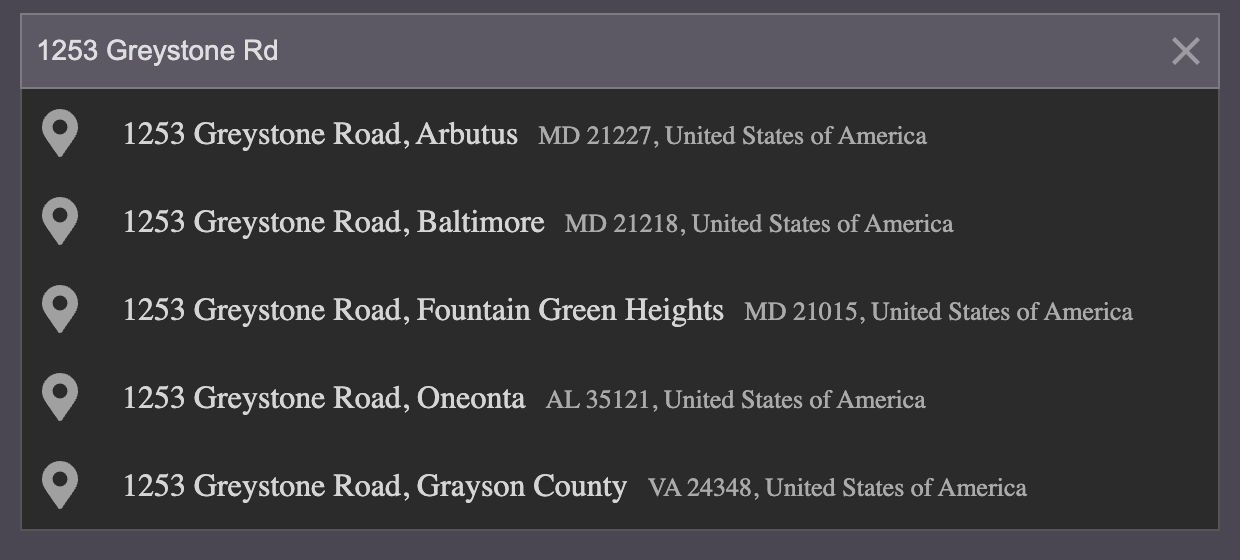 1253 Greystone Rd
1253 Greystone Road, Arbutus MD 21227, United States of America
1253 Greystone Road, Baltimore MD 21218, United States of America
1253 Greystone Road, Fountain Green Heights MD 21015, United States of America
1253 Greystone Road, Oneonta AL 35121, United States of America
1253 Greystone Road, Grayson County VA 24348, United States of America